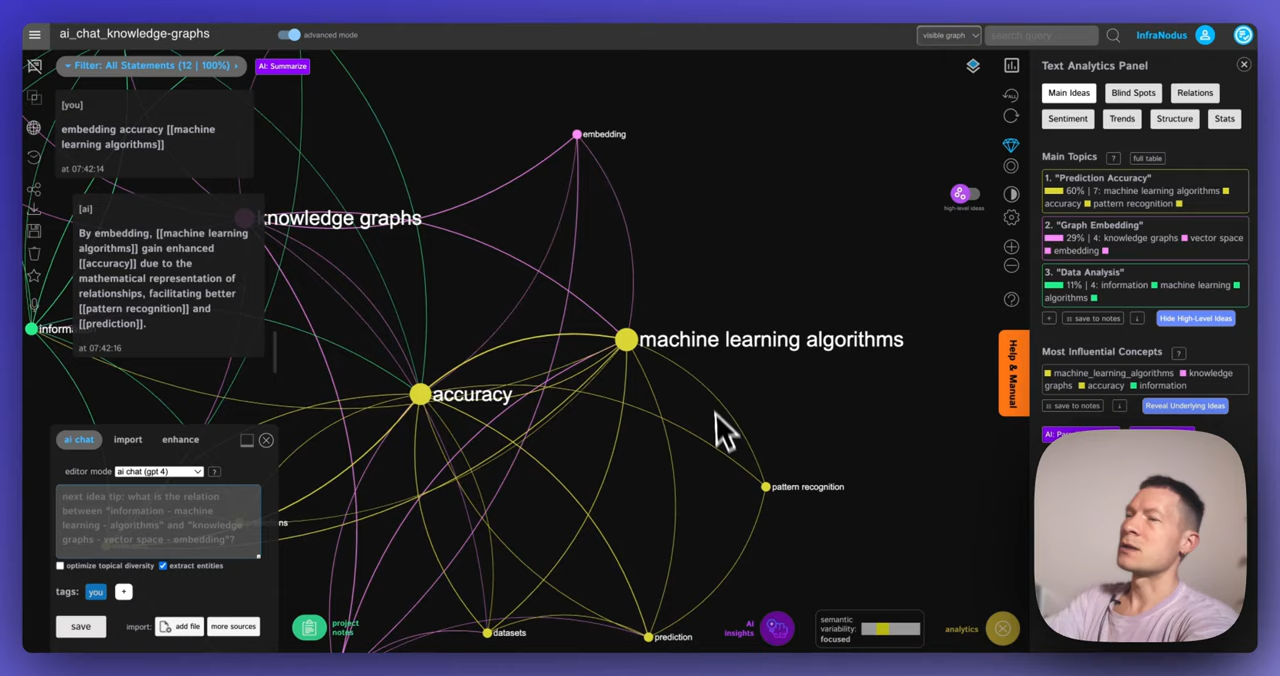 ai_chat_knowledge-graphs
advanced mode
visible graph
search query
InfraNodus
Filter: All Statements (12 | 100%)
AI: Summarize
[you]
embedding accuracy [[machine
learning algorithms]]
at 07:42:14
[ai]
By embedding, [[machine learning
algorithms]] gain enhanced
[[accuracy]] due to the
mathematical representation of
relationships, facilitating better
[[pattern recognition]] and
[[prediction]].
at 07:42:16
embedding
knowledge graphs
machine learning algorithms
accuracy
pattern recognition
datasets
prediction
high-level ideas
ai chat
import
enhance
editor mode
ai chat (gpt 4)
?
next idea tip: what is the relation
between "information - machine
learning - algorithms" and "knowledge
graphs - vector space - embedding"?
optimize topical diversity
extract entities
tags:
you
+
save
import:
add file
more sources
project
notes
AI
insights
semantic
variability:
focused
analytics
ALL
Help & Manual
Text Analytics Panel
Main Ideas
Blind Spots
Relations
Sentiment
Trends
Structure
Stats
Main Topics
?
full table
1. "Prediction Accuracy"
60% | 7: machine learning algorithms
accuracy pattern recognition
2. "Graph Embedding"
29% | 4: knowledge graphs vector space
embedding
3. "Data Analysis"
11% | 4: information machine learning
algorithms
+
save to notes
Hide High-Level Ideas
Most Influential Concepts
?
machine_learning_algorithms knowledge
graphs accuracy information
save to notes
Reveal Underlying Ideas